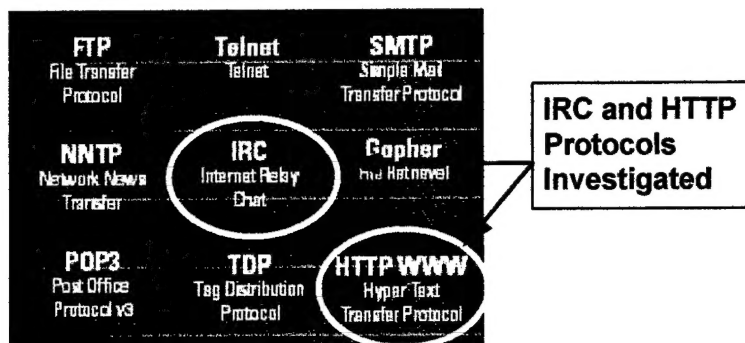 FTP
File Transfer
Protocol
Telnet
Telnet
SMTP
Simple Mail
Transfer Protocol
NNTP
Network News
Transfer
IRC
Internet Relay
Chat
Gopher
File Retrieval
POP3
Post Office
Protocol v3
TDP
Tag Distribution
Protocol
HTTP WWW
Hyper Text
Transfer Protocol
IRC and HTTP
Protocols
Investigated